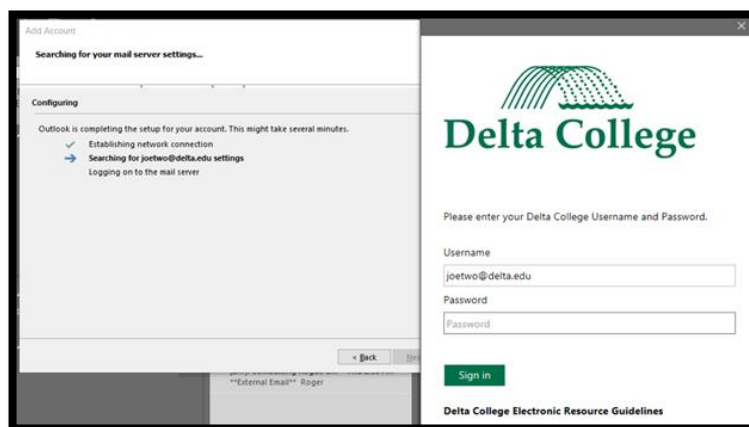 Add Account
Searching for your mail server settings...
Configuring
Outlook is completing the setup for your account. This might take several minutes.
✓ Establishing network connection
→ Searching for joetwo@delta.edu settings
Logging on to the mail server
< Back
**External Email** Roger
Delta College
Please enter your Delta College Username and Password.
Username
joetwo@delta.edu
Password
Password
Sign in
Delta College Electronic Resource Guidelines